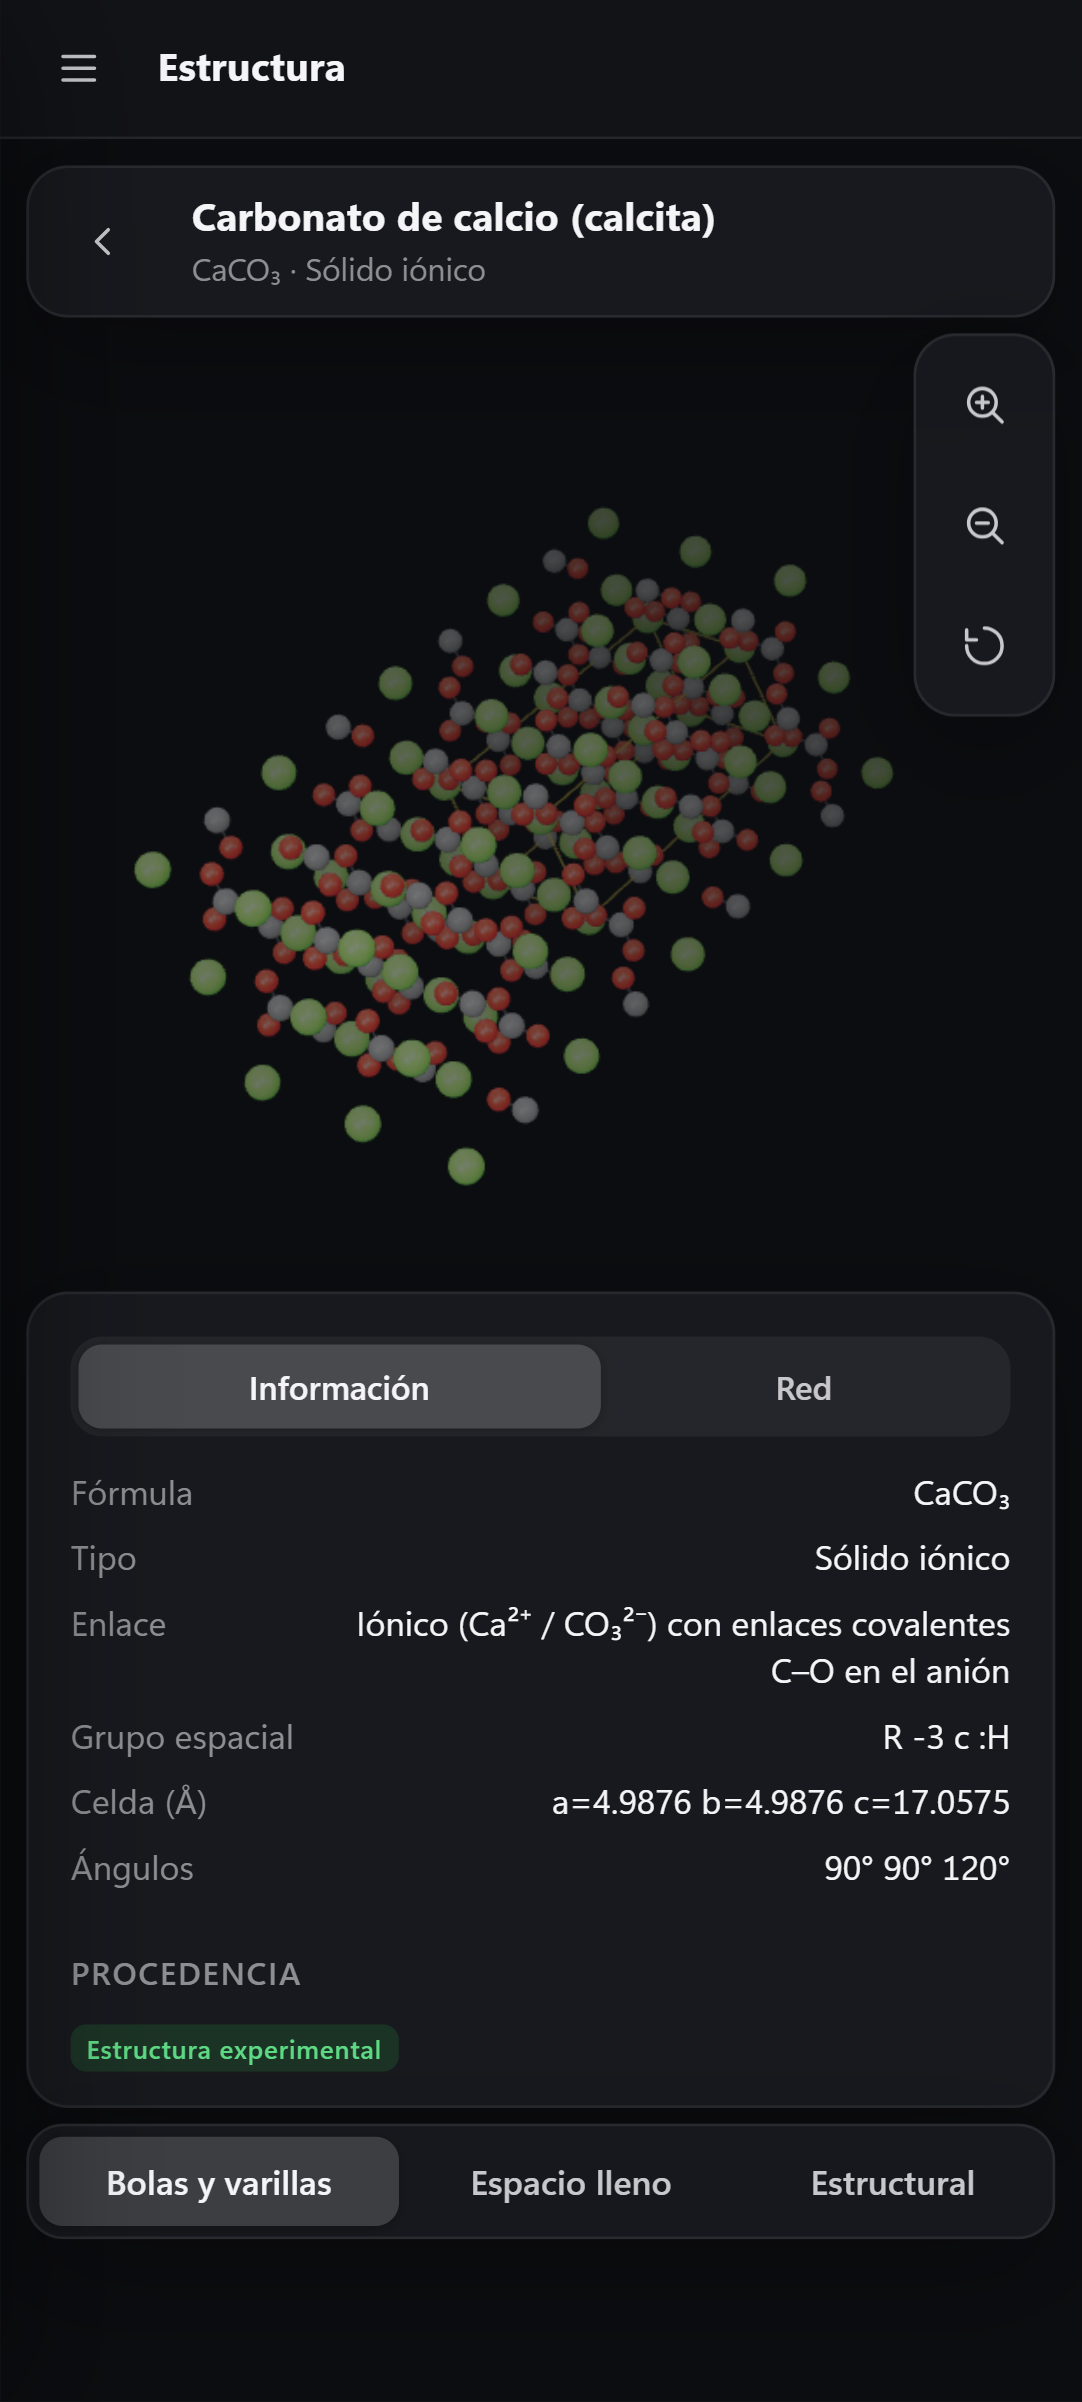 Estructura
Carbonato de calcio (calcita)
CaCO₃ · Sólido iónico
Información
Red
Fórmula
CaCO₃
Tipo
Sólido iónico
Enlace
Iónico (Ca²⁺ / CO₃²⁻) con enlaces covalentes
C–O en el anión
Grupo espacial
R -3 c :H
Celda (Å)
a=4.9876 b=4.9876 c=17.0575
Ángulos
90° 90° 120°
PROCEDENCIA
Estructura experimental
Bolas y varillas
Espacio lleno
Estructural